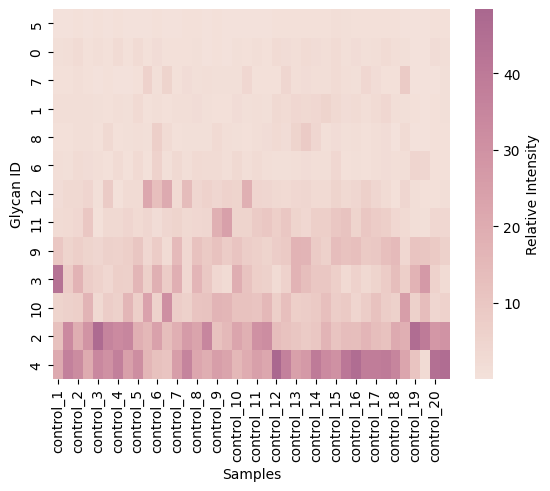 Glycan ID
5
0
7
1
8
6
12
11
9
3
10
2
4
control_1
control_2
control_3
control_4
control_5
control_6
control_7
control_8
control_9
control_10
control_11
control_12
control_13
control_14
control_15
control_16
control_17
control_18
control_19
control_20
Samples
40
30
20
10
Relative Intensity